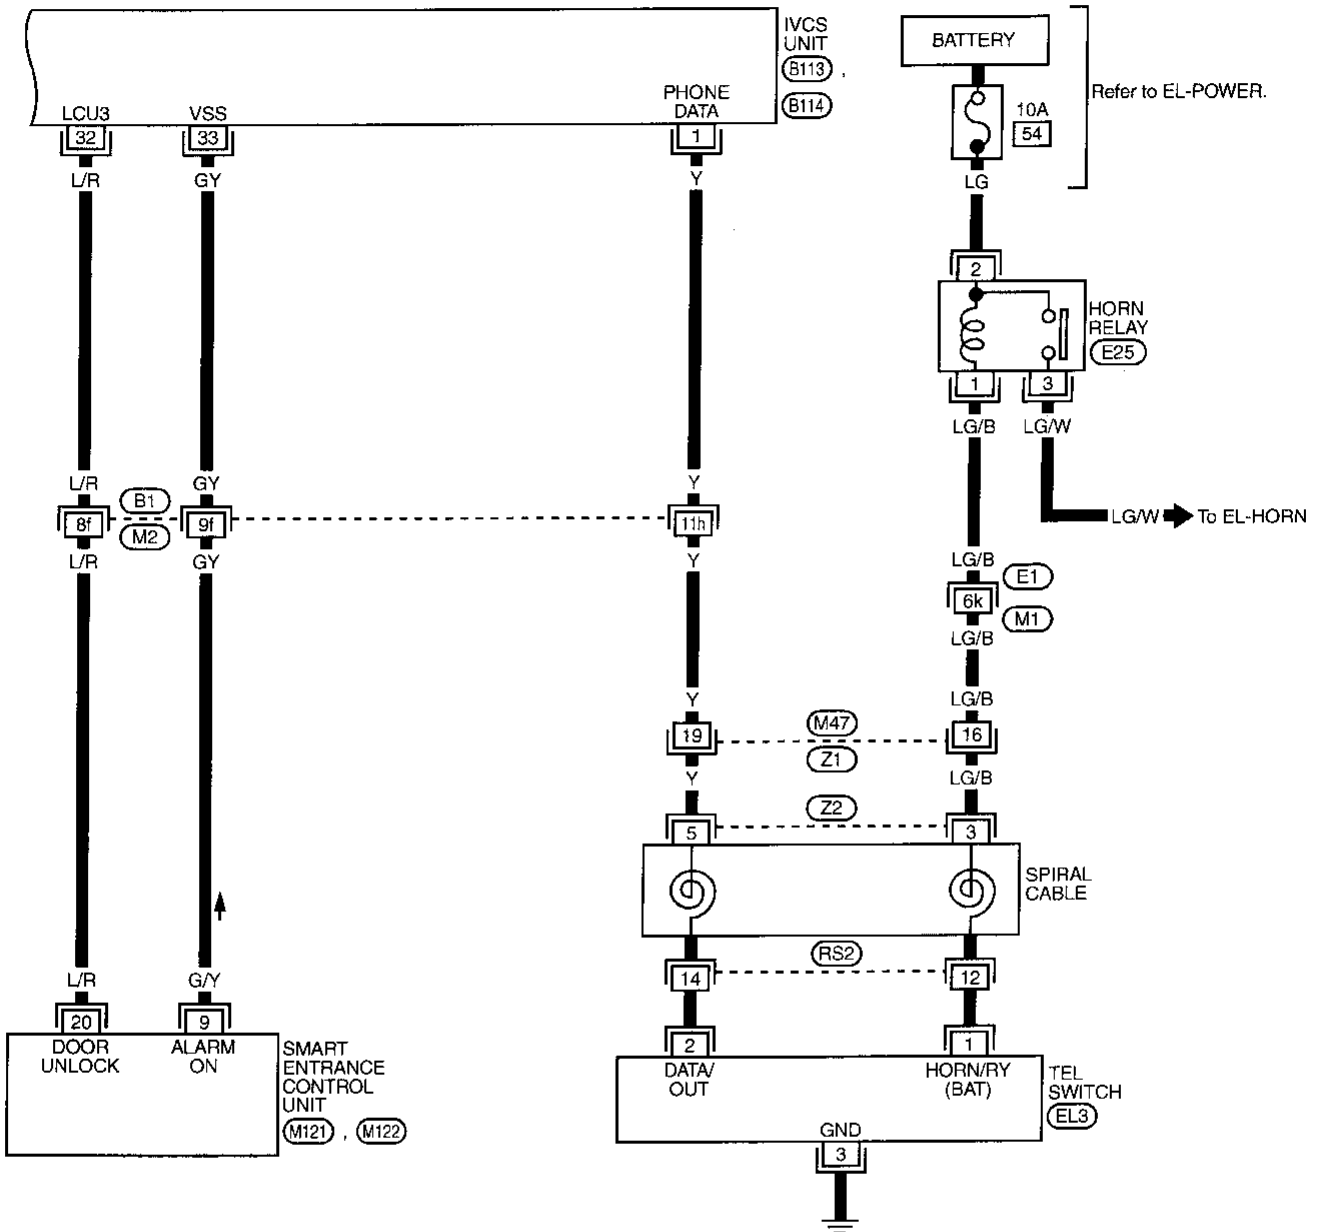 IVCS
UNIT
B113 ,
B114
LCU3
VSS
PHONE
DATA
32
33
1
L/R
GY
Y
BATTERY
10A
54
Refer to EL-POWER.
LG
2
HORN
RELAY
E25
1
3
LG/B
LG/W
LG/W
To EL-HORN
L/R
GY
Y
B1
M2
8f
9f
11h
L/R
GY
Y
LG/B
E1
6k
M1
LG/B
Y
LG/B
19
M47
Z1
16
Y
LG/B
Z2
5
3
SPIRAL
CABLE
RS2
14
12
L/R
G/Y
20
9
DOOR
UNLOCK
ALARM
ON
SMART
ENTRANCE
CONTROL
UNIT
M121 , M122
2
1
DATA/
OUT
HORN/RY
(BAT)
TEL
SWITCH
EL3
GND
3